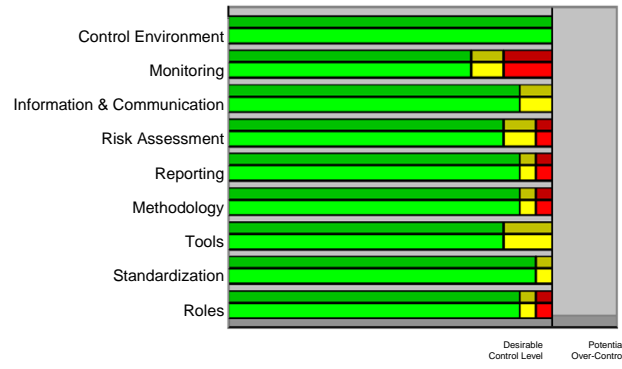 Control Environment
Monitoring
Information & Communication
Risk Assessment
Reporting
Methodology
Tools
Standardization
Roles
Desirable
Control Level
Potentia
Over-Contro